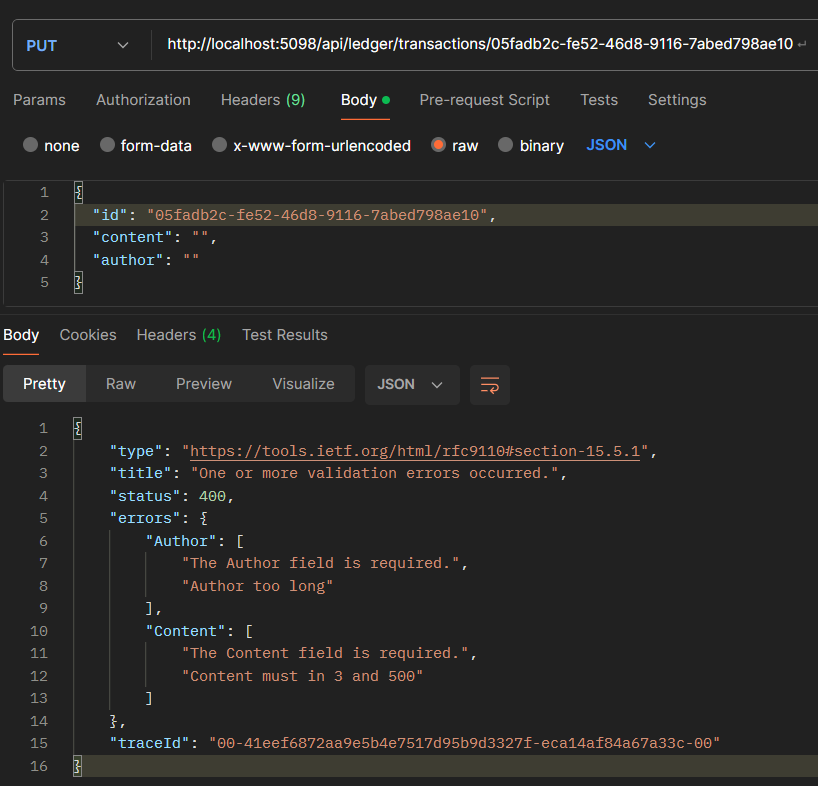 PUT http://localhost:5098/api/ledger/transactions/05fadb2c-fe52-46d8-9116-7abed798ae10
Params Authorization Headers (9) Body Pre-request Script Tests Settings
none form-data x-www-form-urlencoded raw binary JSON
1 {
2 "id": "05fadb2c-fe52-46d8-9116-7abed798ae10",
3 "content": "",
4 "author": ""
5 }
Body Cookies Headers (4) Test Results
Pretty Raw Preview Visualize JSON
1 {
2 "type": "https://tools.ietf.org/html/rfc9110#section-15.5.1",
3 "title": "One or more validation errors occurred.",
4 "status": 400,
5 "errors": {
6 "Author": [
7 "The Author field is required.",
8 "Author too long"
9 ],
10 "Content": [
11 "The Content field is required.",
12 "Content must in 3 and 500"
13 ]
14 },
15 "traceId": "00-41eef6872aa9e5b4e7517d95b9d3327f-eca14af84a67a33c-00"
16 }